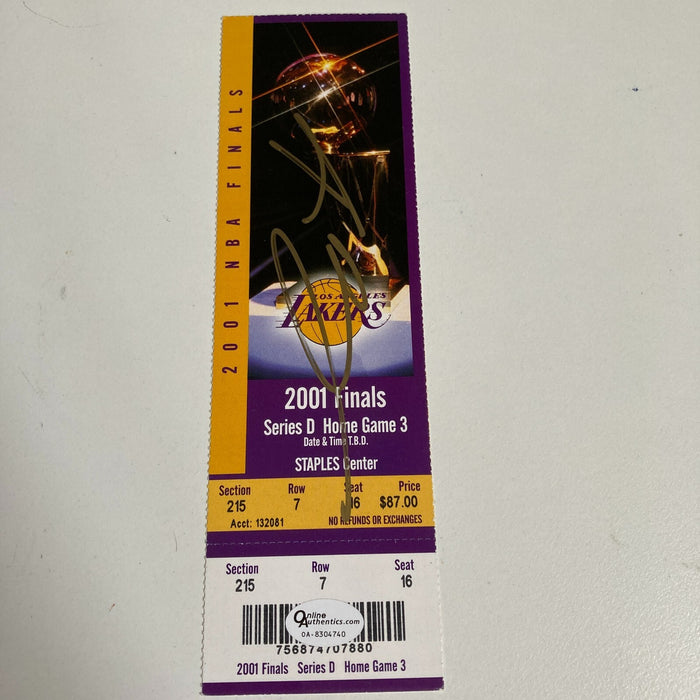 2001 NBA FINALS
LOS ANGELES
LAKERS
2001 Finals
Series D Home Game 3
Date & Time T.B.D.
STAPLES Center
Section Row Seat Price
215 7 16 $87.00
Acct: 132081 NO REFUNDS OR EXCHANGES
Section Row Seat
215 7 16
Online
Authentics.com
OA-8304740
756874707880
2001 Finals Series D Home Game 3